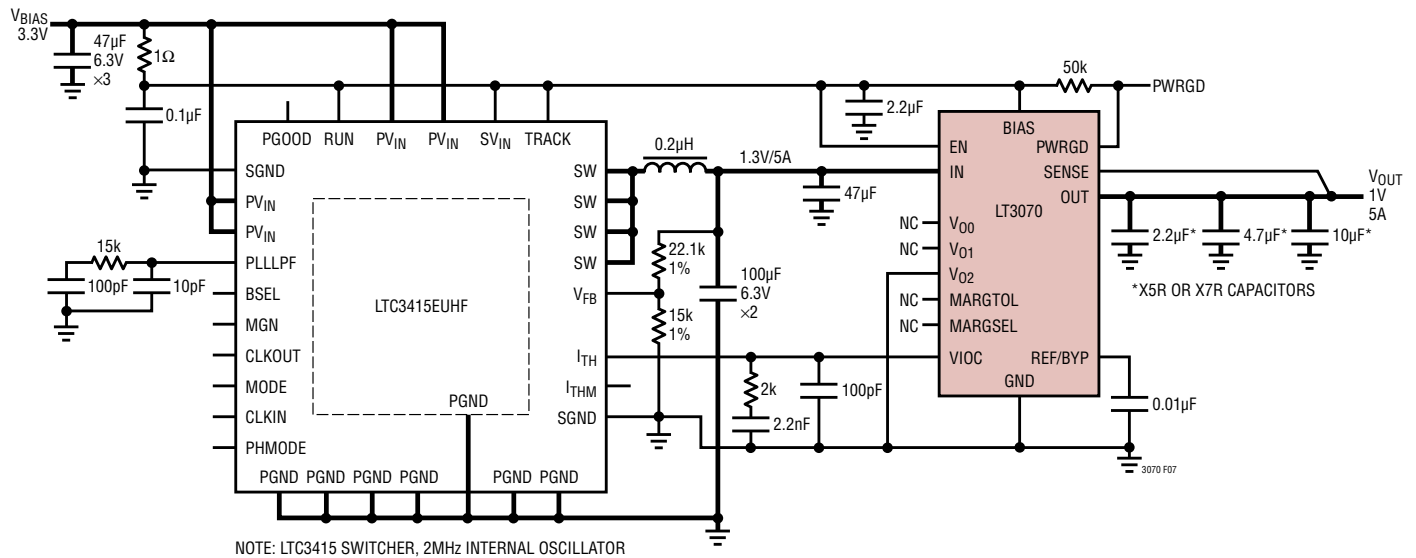 VBIAS
3.3V
47µF
6.3V
×3
1Ω
0.1µF
50k
PWRGD
2.2µF
PGOOD
RUN
PVIN
PVIN
SVIN
TRACK
SGND
PVIN
PVIN
PLLLPF
BSEL
MGN
CLKOUT
MODE
CLKIN
PHMODE
15k
100pF
10pF
LTC3415EUHF
PGND
PGND
PGND
PGND
PGND
PGND
PGND
SW
SW
SW
SW
VFB
ITH
ITHM
SGND
0.2µH
1.3V/5A
47µF
22.1k
1%
15k
1%
100µF
6.3V
×2
2k
2.2nF
100pF
BIAS
EN
PWRGD
IN
SENSE
OUT
LT3070
NC
VO0
NC
VO1
VO2
NC
MARGTOL
NC
MARGSEL
VIOC
REF/BYP
GND
0.01µF
VOUT
1V
5A
2.2µF*
4.7µF*
10µF*
*X5R OR X7R CAPACITORS
3070 F07
NOTE: LTC3415 SWITCHER, 2MHz INTERNAL OSCILLATOR